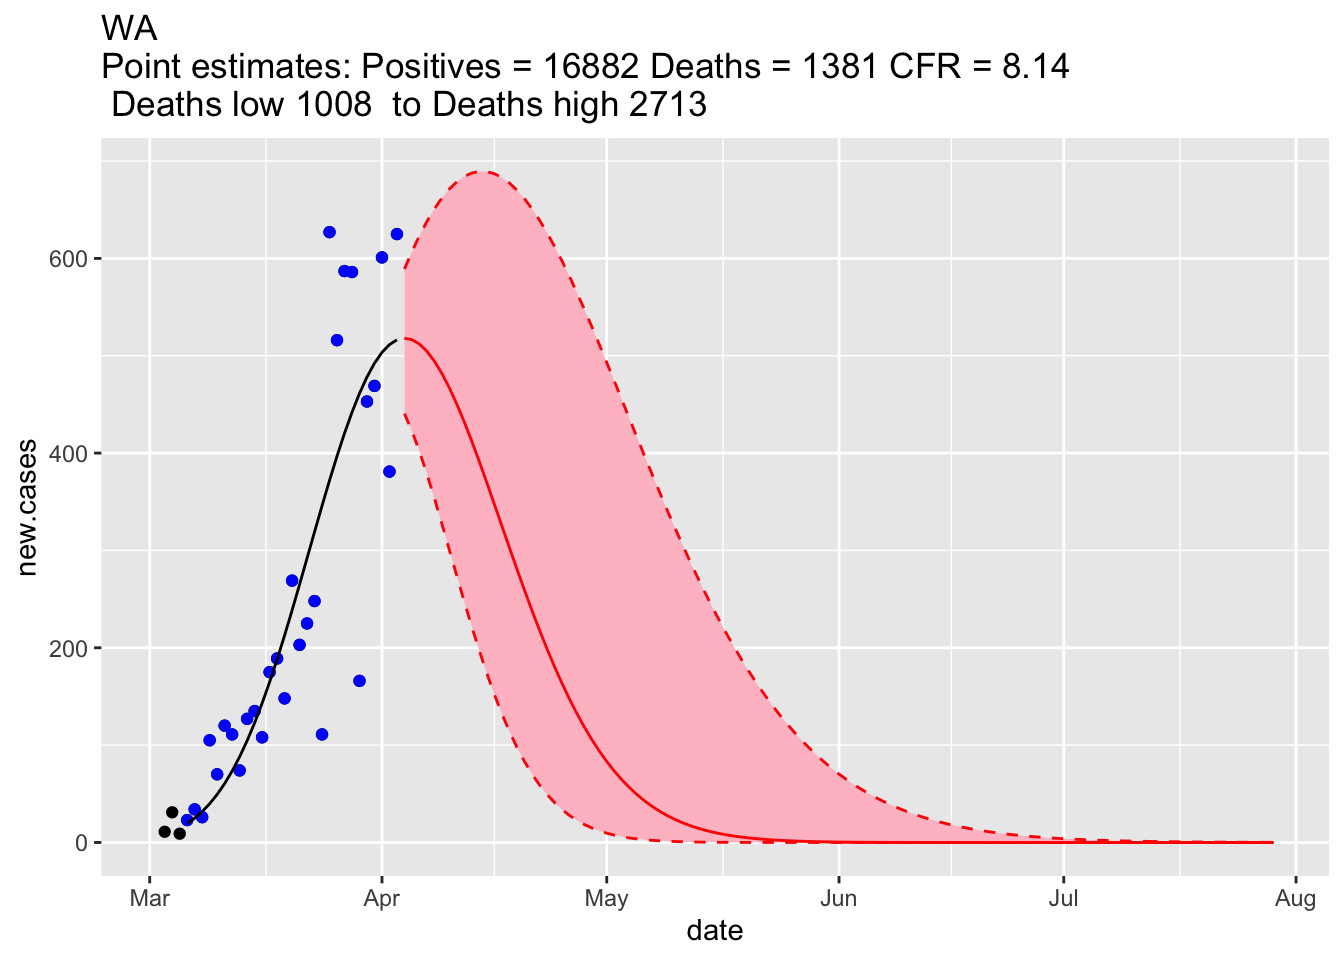 WA
Point estimates: Positives = 16882 Deaths = 1381 CFR = 8.14
Deaths low 1008  to Deaths high 2713
600
400
200
0
new.cases
Mar Apr May Jun Jul Aug
date